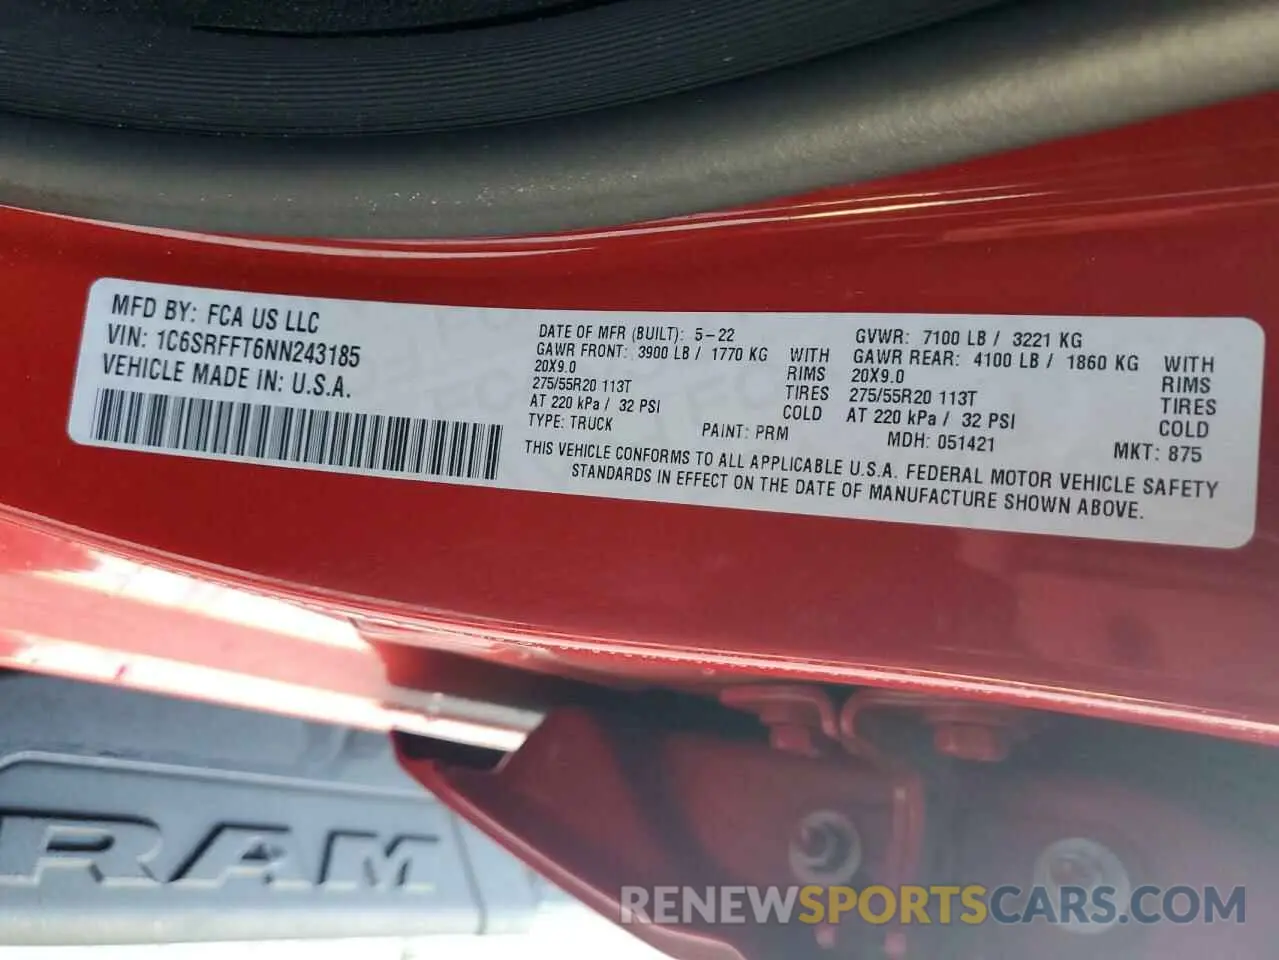 MFD BY: FCA US LLC
VIN: 1C6SRFFT6NN243185
VEHICLE MADE IN: U.S.A.
DATE OF MFR (BUILT): 5-22
GAWR FRONT: 3900 LB / 1770 KG WITH
20X9.0 RIMS
275/55R20 113T TIRES
AT 220 kPa / 32 PSI COLD
TYPE: TRUCK PAINT: PRM
GVWR: 7100 LB / 3221 KG
GAWR REAR: 4100 LB / 1860 KG WITH
20X9.0 RIMS
275/55R20 113T TIRES
AT 220 kPa / 32 PSI COLD
MDH: 051421 MKT: 875
THIS VEHICLE CONFORMS TO ALL APPLICABLE U.S.A. FEDERAL MOTOR VEHICLE SAFETY
STANDARDS IN EFFECT ON THE DATE OF MANUFACTURE SHOWN ABOVE.
RAM
RENEWSPORTSCARS.COM